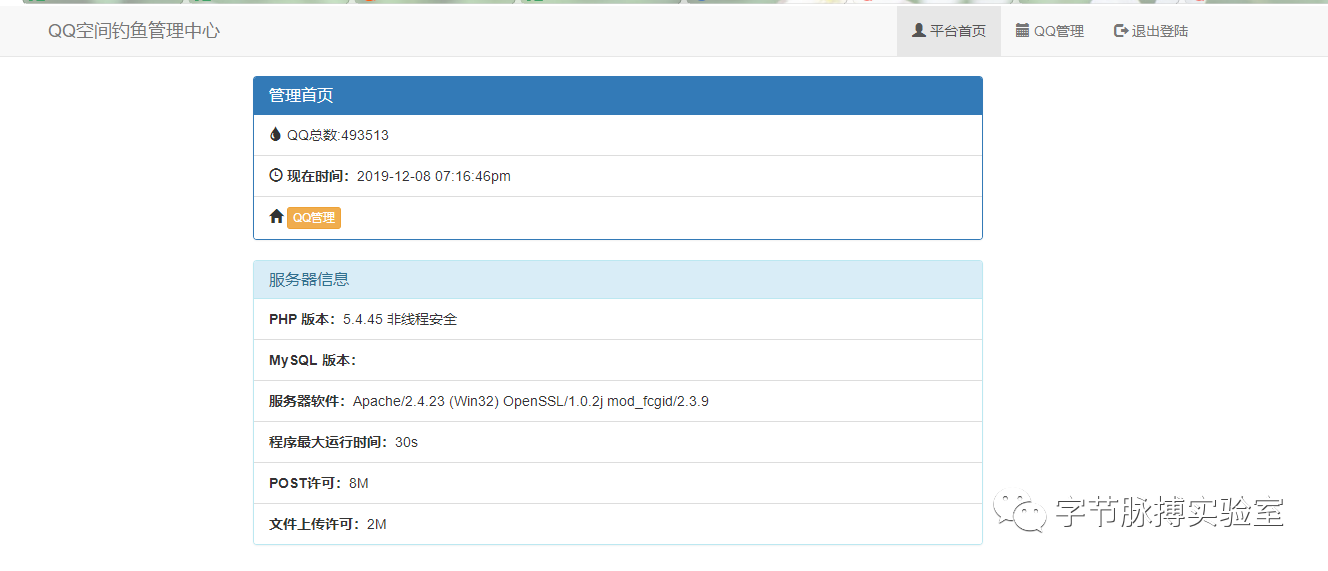 QQ空间钓鱼管理中心
平台首页 QQ管理 退出登陆
管理首页
QQ总数:493513
现在时间：2019-12-08 07:16:46pm
QQ管理
服务器信息
PHP 版本：5.4.45 非线程安全
MySQL 版本：
服务器软件：Apache/2.4.23 (Win32) OpenSSL/1.0.2j mod_fcgid/2.3.9
程序最大运行时间：30s
POST许可：8M
文件上传许可：2M
字节脉搏实验室